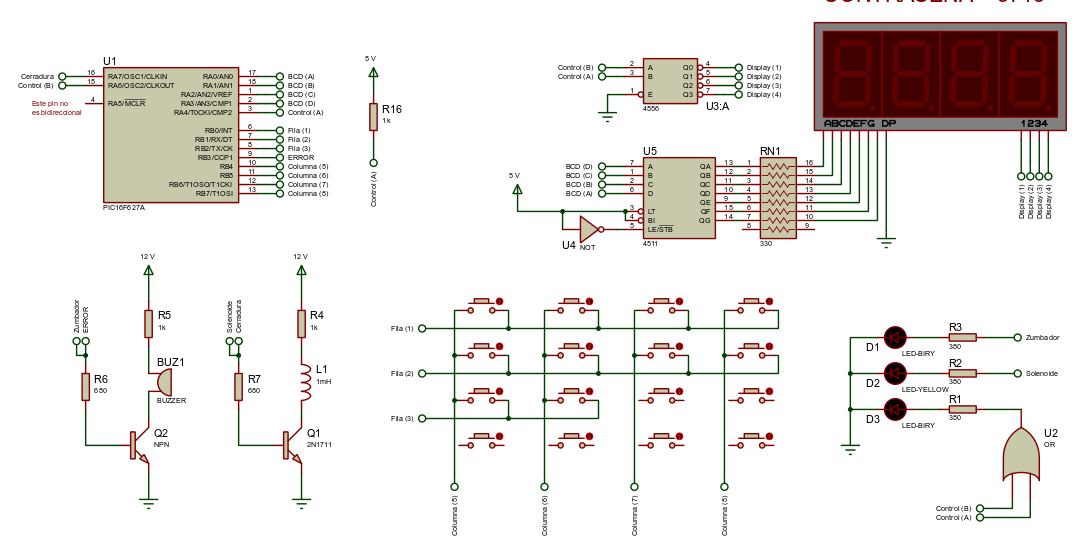 U1
Cerradura
Control (B)
Este pin no
es bidireccional
16
15
4
RA7/OSC1/CLKIN
RA6/OSC2/CLKOUT
RA5/MCLR
RA0/AN0
RA1/AN1
RA2/AN2/VREF
RA3/AN3/CMP1
RA4/T0CKI/CMP2
RB0/INT
RB1/RX/DT
RB2/TX/CK
RB3/CCP1
RB4
RB5
RB6/T1OSO/T1CKI
RB7/T1OSI
17
18
1
2
3
6
7
8
9
10
11
12
13
BCD (A)
BCD (B)
BCD (C)
BCD (D)
Control (A)
Fila (1)
Fila (2)
Fila (3)
ERROR
Columna (5)
Columna (6)
Columna (7)
Columna (5)
PIC16F627A
5 V
R16
1k
Control (A)
Control (B)
Control (A)
2
3
1
A
B
E
Q0
Q1
Q2
Q3
4
5
6
7
Display (1)
Display (2)
Display (3)
Display (4)
4556
U3:A
ABCDEFG DP
1234
Display (1)
Display (2)
Display (3)
Display (4)
U5
BCD (D)
BCD (C)
BCD (B)
BCD (A)
7
1
2
6
3
4
5
A
B
C
D
LT
BI
LE/STB
QA
QB
QC
QD
QE
QF
QG
13
12
11
10
9
15
14
4511
5 V
U4
NOT
RN1
1
2
3
4
5
6
7
8
16
15
14
13
12
11
10
9
330
12 V
Zumbador
ERROR
R5
1k
BUZ1
BUZZER
R6
680
Q2
NPN
12 V
Solenoide
Cerradura
R4
1k
L1
1mH
R7
680
Q1
2N1711
Fila (1)
Fila (2)
Fila (3)
Columna (5)
Columna (6)
Columna (7)
Columna (5)
D1
LED-BIRY
R3
350
Zumbador
D2
LED-YELLOW
R2
350
Solenoide
D3
LED-BIRY
R1
350
U2
OR
Control (B)
Control (A)